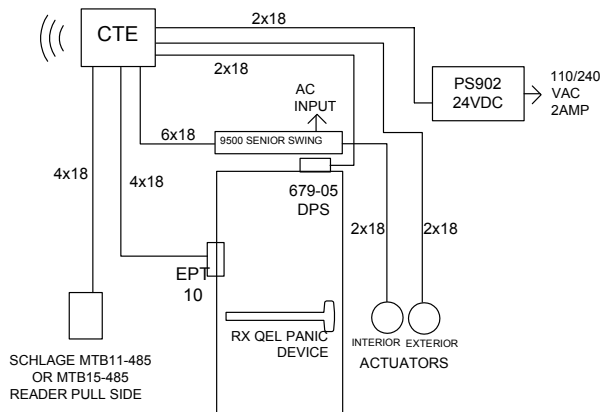 2x18
CTE
2x18
PS902
24VDC
110/240
VAC
2AMP
AC
INPUT
6x18
9500 SENIOR SWING
4x18
4x18
679-05
DPS
2x18
2x18
EPT
10
RX QEL PANIC
DEVICE
INTERIOR
EXTERIOR
ACTUATORS
SCHLAGE MTB11-485
OR MTB15-485
READER PULL SIDE